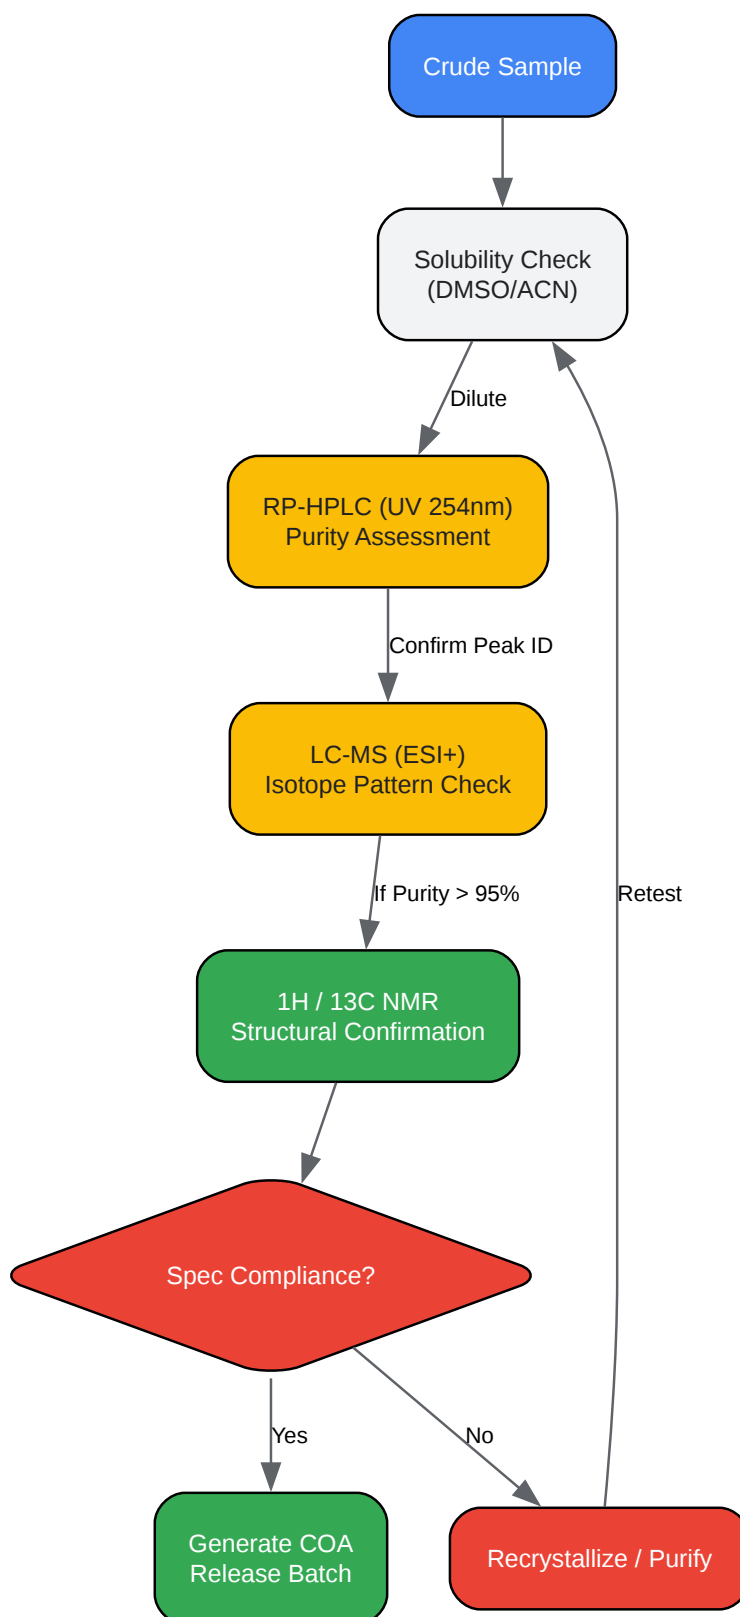 Crude Sample
Solubility Check
(DMSO/ACN)
Dilute
RP-HPLC (UV 254nm)
Purity Assessment
Confirm Peak ID
LC-MS (ESI+)
Isotope Pattern Check
If Purity > 95%
Retest
1H / 13C NMR
Structural Confirmation
Spec Compliance?
Yes
No
Generate COA
Release Batch
Recrystallize / Purify